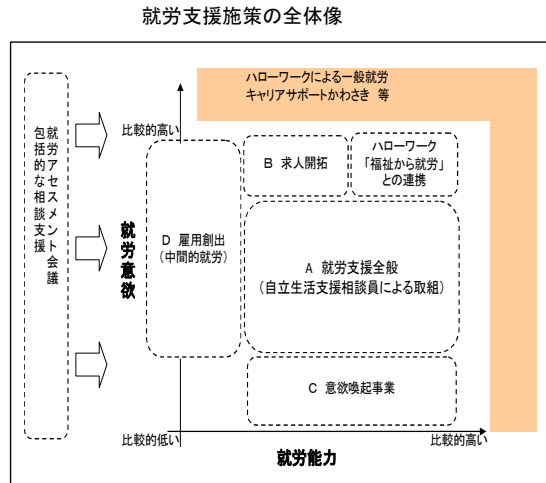 就労支援施策の全体像
ハローワークによる一般就労
キャリアサポートかわさき 等
就労アセスメント会議
包括的な相談支援
比較的高い
B 求人開拓
ハローワーク
「福祉から就労」
との連携
就労意欲
D 雇用創出
(中間的就労)
A 就労支援全般
(自立生活支援相談員による取組)
C 意欲喚起事業
比較的低い
比較的高い
就労能力